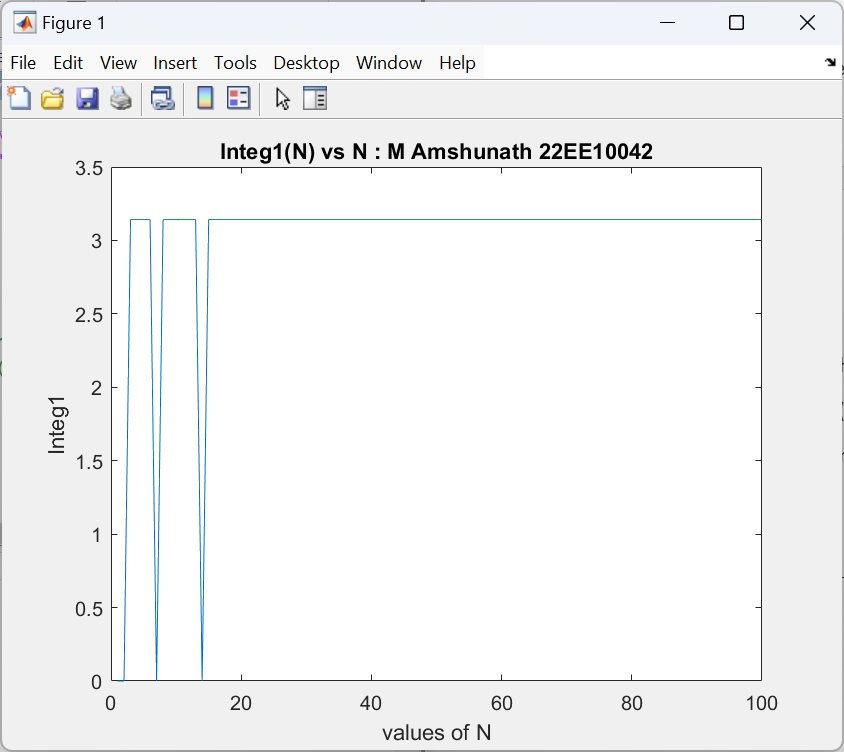 Figure 1
File Edit View Insert Tools Desktop Window Help
Integ1(N) vs N : M Amshunath 22EE10042
3.5
3
2.5
2
1.5
1
0.5
0
Integ1
0 20 40 60 80 100
values of N